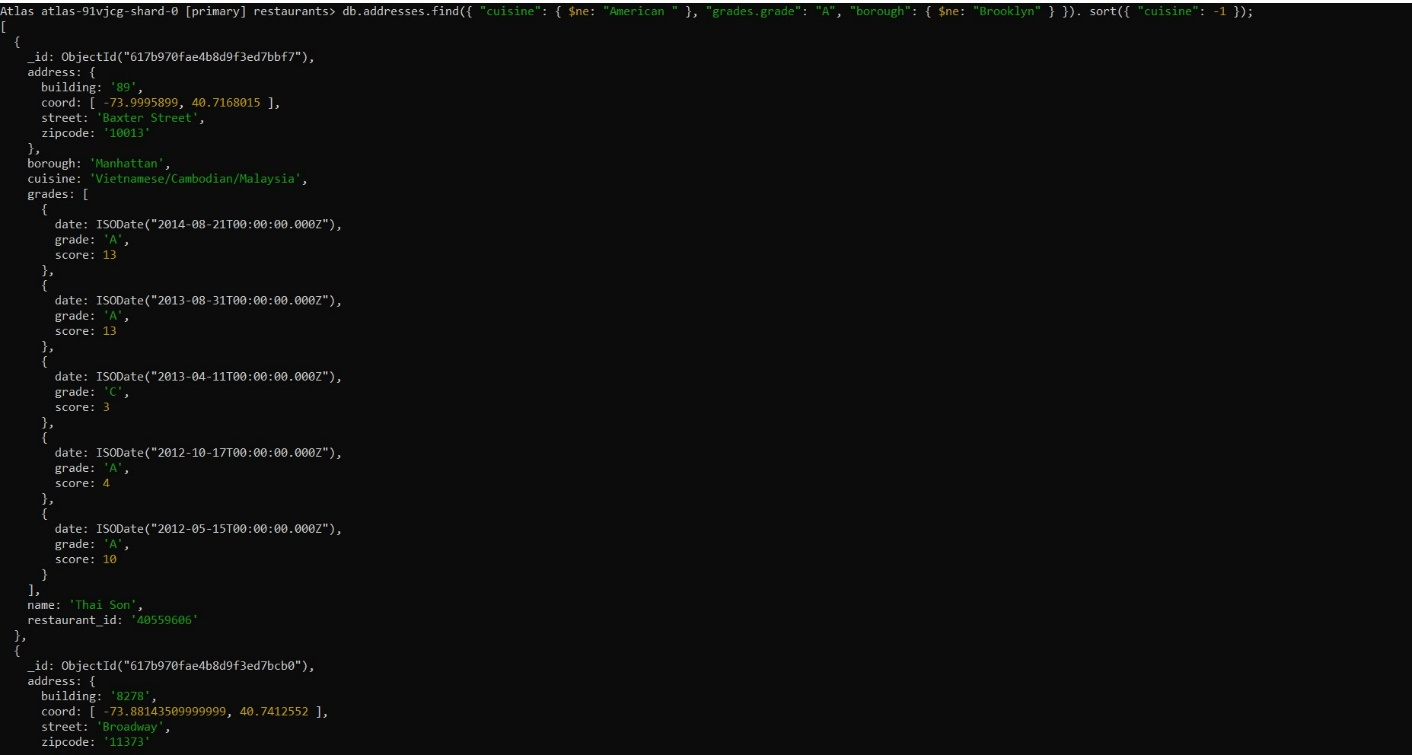 Atlas atlas-91vjcg-shard-0 [primary] restaurants> db.addresses.find({ "cuisine": { $ne: "American " }, "grades.grade": "A", "borough": { $ne: "Brooklyn" } }). sort({ "cuisine": -1 });
[
  {
    _id: ObjectId("617b970fae4b8d9f3ed7bbf7"),
    address: {
      building: '89',
      coord: [ -73.9995899, 40.7168015 ],
      street: 'Baxter Street',
      zipcode: '10013'
    },
    borough: 'Manhattan',
    cuisine: 'Vietnamese/Cambodian/Malaysia',
    grades: [
      {
        date: ISODate("2014-08-21T00:00:00.000Z"),
        grade: 'A',
        score: 13
      },
      {
        date: ISODate("2013-08-31T00:00:00.000Z"),
        grade: 'A',
        score: 13
      },
      {
        date: ISODate("2013-04-11T00:00:00.000Z"),
        grade: 'C',
        score: 3
      },
      {
        date: ISODate("2012-10-17T00:00:00.000Z"),
        grade: 'A',
        score: 4
      },
      {
        date: ISODate("2012-05-15T00:00:00.000Z"),
        grade: 'A',
        score: 10
      }
    ],
    name: 'Thai Son',
    restaurant_id: '40559606'
  },
  {
    _id: ObjectId("617b970fae4b8d9f3ed7bcb0"),
    address: {
      building: '8278',
      coord: [ -73.88143509999999, 40.7412552 ],
      street: 'Broadway',
      zipcode: '11373'